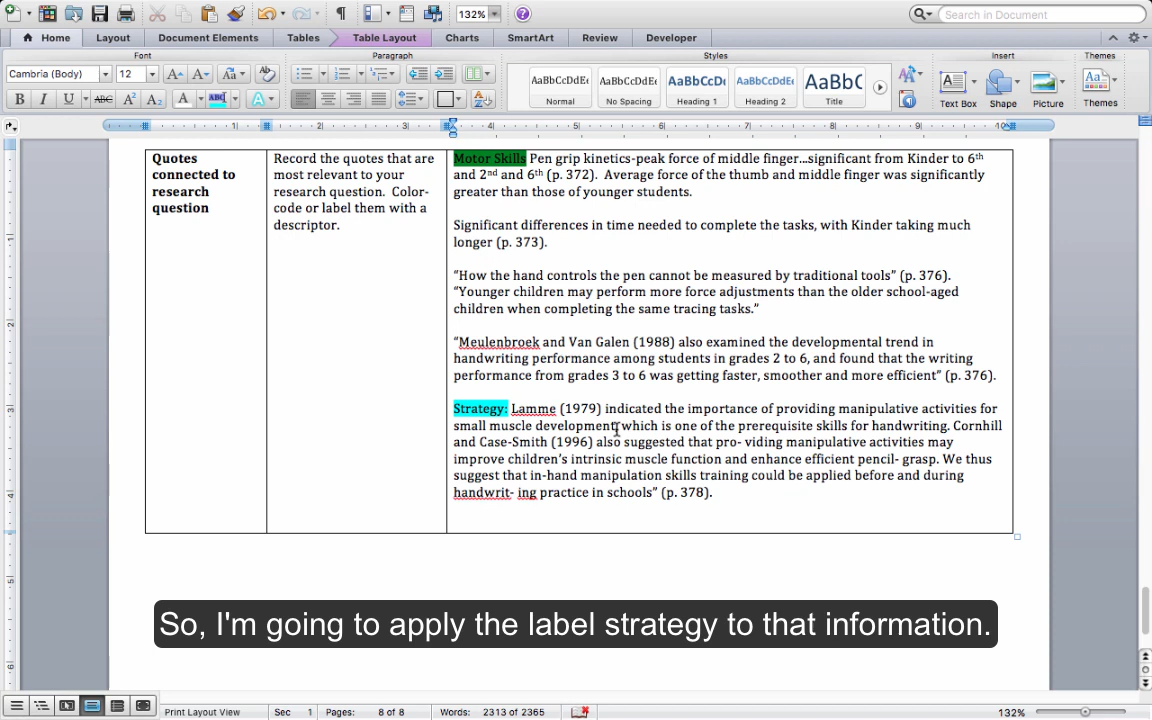 132%
Search in Document
Home Layout Document Elements Tables Table Layout Charts SmartArt Review Developer
Font Paragraph Styles Insert Themes
Cambria (Body) 12
AaBbCcDdEe AaBbCcDdEe AaBbCcDc AaBbCcDdEe AaBbC
Normal No Spacing Heading 1 Heading 2 Title Text Box Shape Picture Themes
Quotes
connected to
research
question
Record the quotes that are
most relevant to your
research question. Color-
code or label them with a
descriptor.
Motor Skills Pen grip kinetics-peak force of middle finger...significant from Kinder to 6th
and 2nd and 6th (p. 372). Average force of the thumb and middle finger was significantly
greater than those of younger students.
Significant differences in time needed to complete the tasks, with Kinder taking much
longer (p. 373).
“How the hand controls the pen cannot be measured by traditional tools” (p. 376).
“Younger children may perform more force adjustments than the older school-aged
children when completing the same tracing tasks.”
“Meulenbroek and Van Galen (1988) also examined the developmental trend in
handwriting performance among students in grades 2 to 6, and found that the writing
performance from grades 3 to 6 was getting faster, smoother and more efficient” (p. 376).
Strategy: Lamme (1979) indicated the importance of providing manipulative activities for
small muscle development, which is one of the prerequisite skills for handwriting. Cornhill
and Case-Smith (1996) also suggested that pro- viding manipulative activities may
improve children’s intrinsic muscle function and enhance efficient pencil- grasp. We thus
suggest that in-hand manipulation skills training could be applied before and during
handwrit- ing practice in schools” (p. 378).
So, I'm going to apply the label strategy to that information.
Print Layout View Sec 1 Pages: 8 of 8 Words: 2313 of 2365 132%